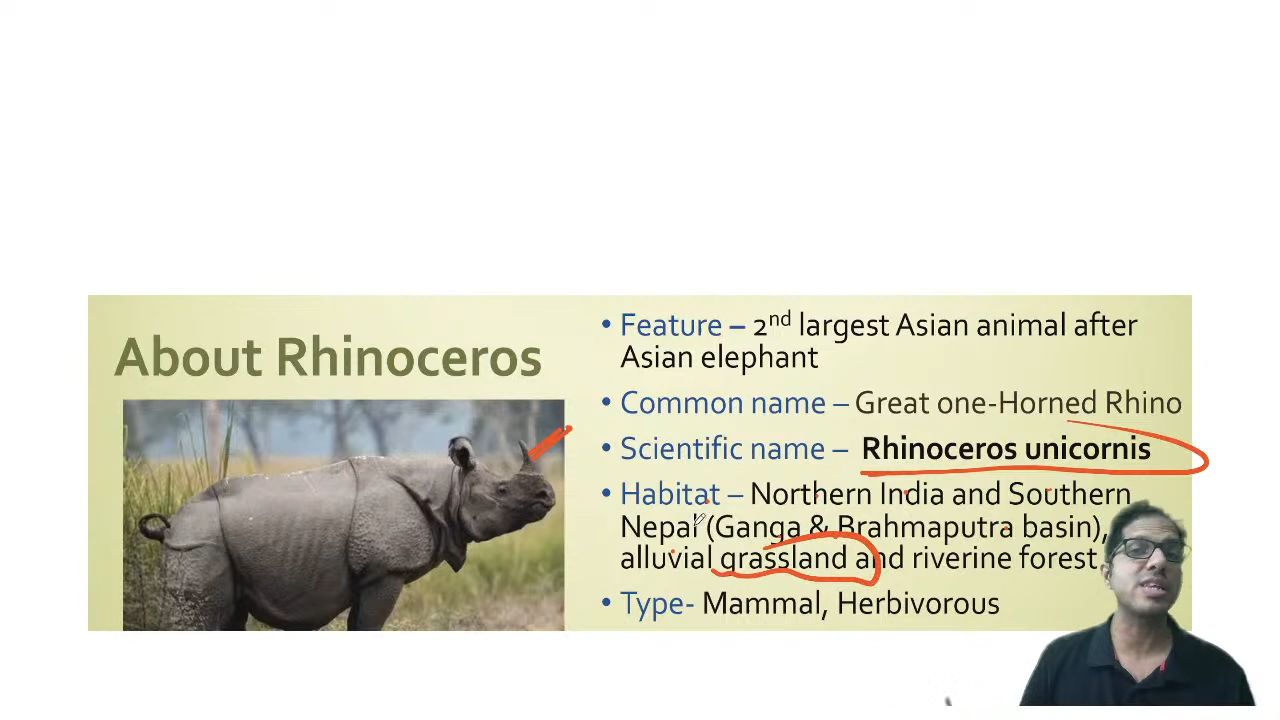 About Rhinoceros
• Feature – 2nd largest Asian animal after
Asian elephant
• Common name – Great one-Horned Rhino
• Scientific name – Rhinoceros unicornis
• Habitat – Northern India and Southern
Nepal (Ganga & Brahmaputra basin),
alluvial grassland and riverine forest
• Type- Mammal, Herbivorous